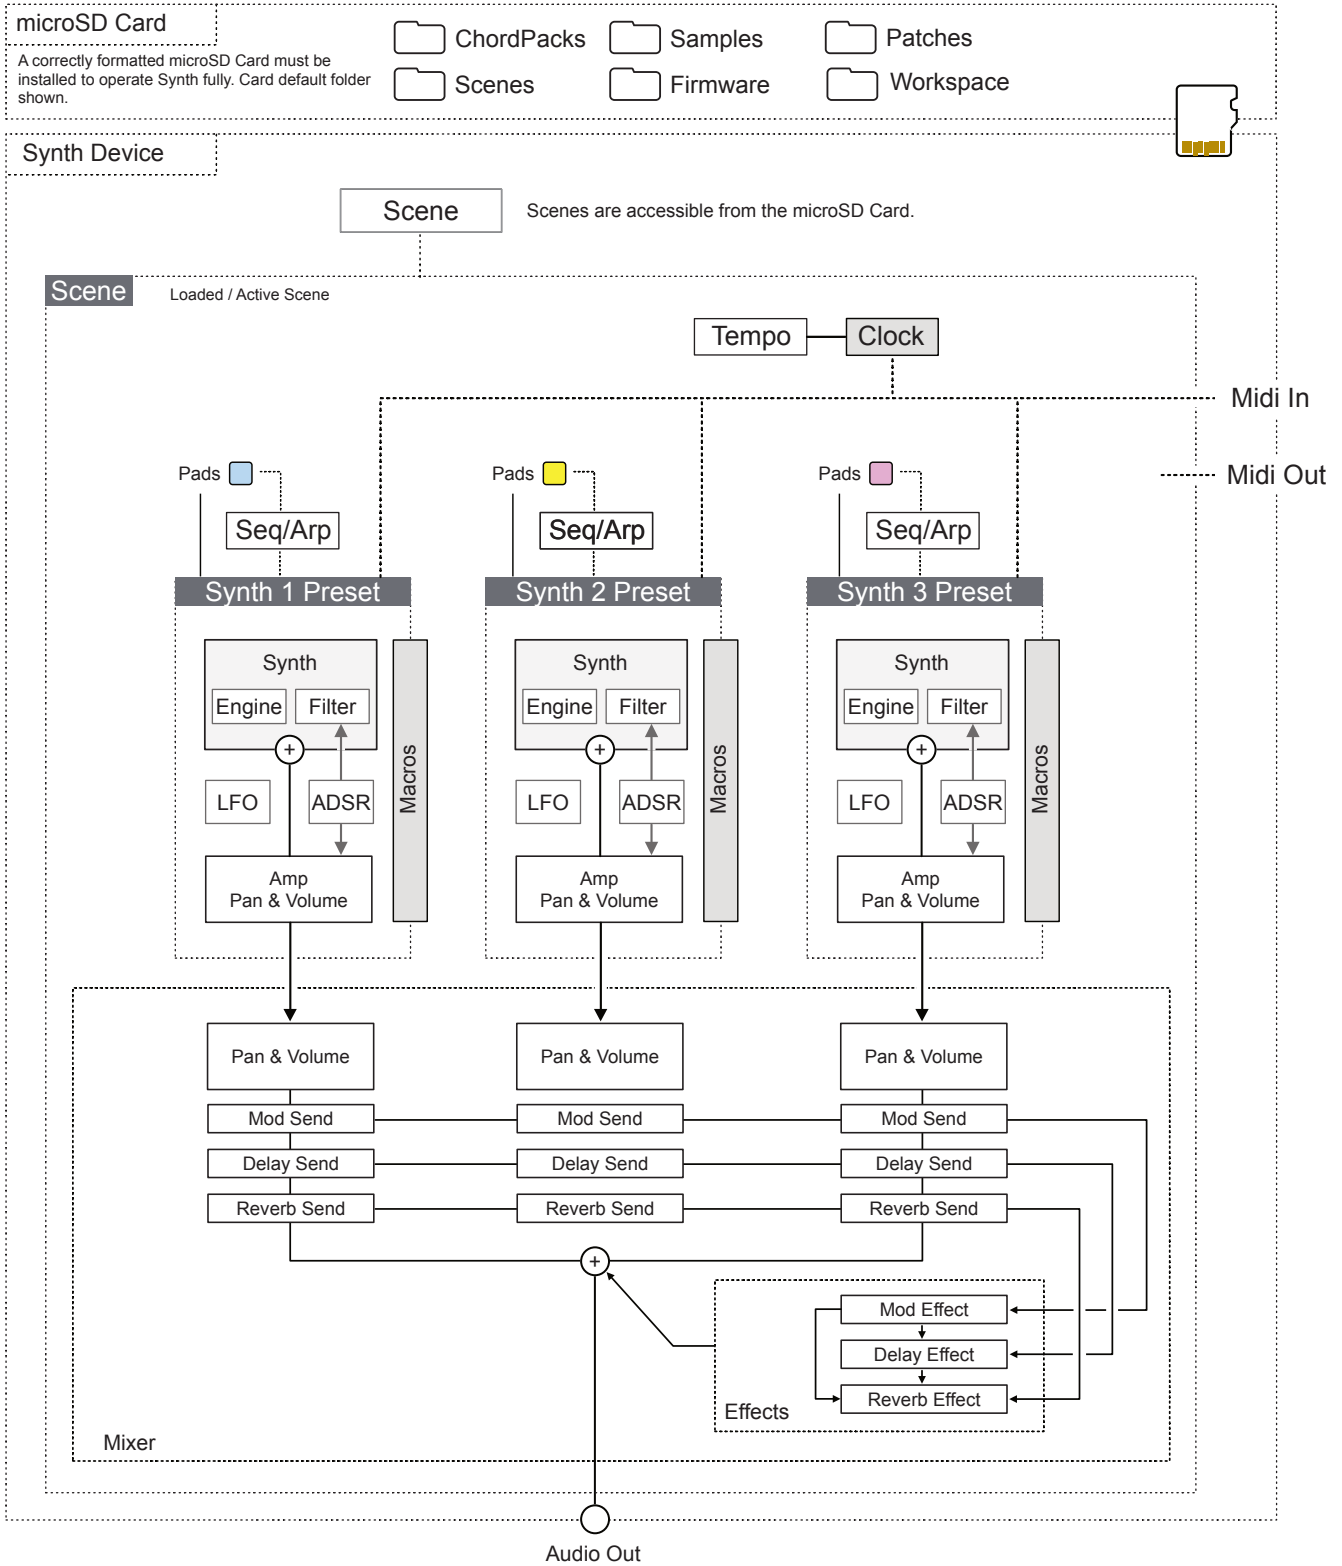 microSD Card
A correctly formatted microSD Card must be
installed to operate Synth fully. Card default folder
shown.
ChordPacks
Samples
Patches
Scenes
Firmware
Workspace
Synth Device
Scene
Scenes are accessible from the microSD Card.
Scene
Loaded / Active Scene
Tempo
Clock
Midi In
Midi Out
Pads
Pads
Pads
Seq/Arp
Seq/Arp
Seq/Arp
Synth 1 Preset
Synth 2 Preset
Synth 3 Preset
Synth
Engine
Filter
+
LFO
ADSR
Macros
Amp
Pan & Volume
Synth
Engine
Filter
+
LFO
ADSR
Macros
Amp
Pan & Volume
Synth
Engine
Filter
+
LFO
ADSR
Macros
Amp
Pan & Volume
Pan & Volume
Pan & Volume
Pan & Volume
Mod Send
Mod Send
Mod Send
Delay Send
Delay Send
Delay Send
Reverb Send
Reverb Send
Reverb Send
+
Mod Effect
Delay Effect
Reverb Effect
Effects
Mixer
Audio Out